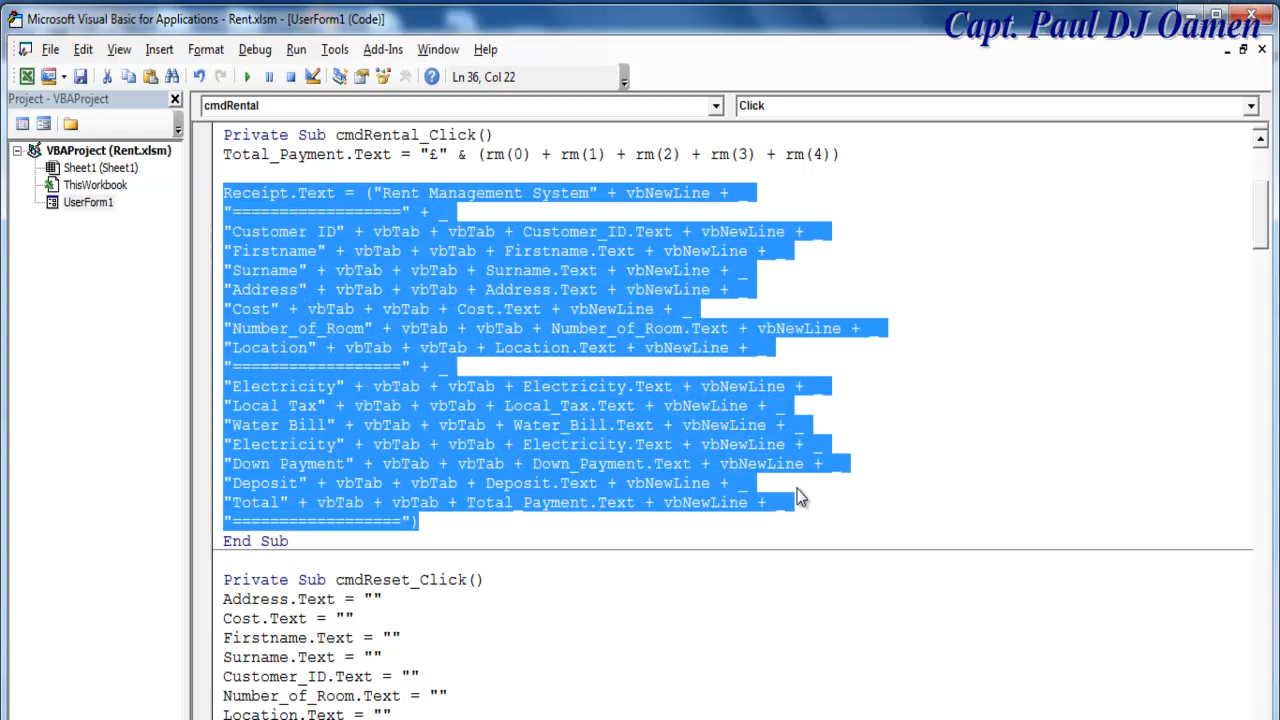 Microsoft Visual Basic for Applications - Rent.xlsm - [UserForm1 (Code)]
Capt. Paul DJ Oamen
File Edit View Insert Format Debug Run Tools Add-Ins Window Help
Ln 36, Col 22
Project - VBAProject
cmdRental
Click
VBAProject (Rent.xlsm)
Sheet1 (Sheet1)
ThisWorkbook
UserForm1
Private Sub cmdRental_Click()
Total_Payment.Text = "£" & (rm(0) + rm(1) + rm(2) + rm(3) + rm(4))
Receipt.Text = ("Rent Management System" + vbNewLine + _
"==================" + _
"Customer ID" + vbTab + vbTab + Customer_ID.Text + vbNewLine + _
"Firstname" + vbTab + vbTab + Firstname.Text + vbNewLine + _
"Surname" + vbTab + vbTab + Surname.Text + vbNewLine + _
"Address" + vbTab + vbTab + Address.Text + vbNewLine + _
"Cost" + vbTab + vbTab + Cost.Text + vbNewLine + _
"Number_of_Room" + vbTab + vbTab + Number_of_Room.Text + vbNewLine + _
"Location" + vbTab + vbTab + Location.Text + vbNewLine + _
"==================" + _
"Electricity" + vbTab + vbTab + Electricity.Text + vbNewLine + _
"Local Tax" + vbTab + vbTab + Local_Tax.Text + vbNewLine + _
"Water Bill" + vbTab + vbTab + Water_Bill.Text + vbNewLine + _
"Electricity" + vbTab + vbTab + Electricity.Text + vbNewLine + _
"Down Payment" + vbTab + vbTab + Down_Payment.Text + vbNewLine + _
"Deposit" + vbTab + vbTab + Deposit.Text + vbNewLine + _
"Total" + vbTab + vbTab + Total_Payment.Text + vbNewLine + _
"==================")
End Sub
Private Sub cmdReset_Click()
Address.Text = ""
Cost.Text = ""
Firstname.Text = ""
Surname.Text = ""
Customer_ID.Text = ""
Number_of_Room.Text = ""
Location.Text = ""